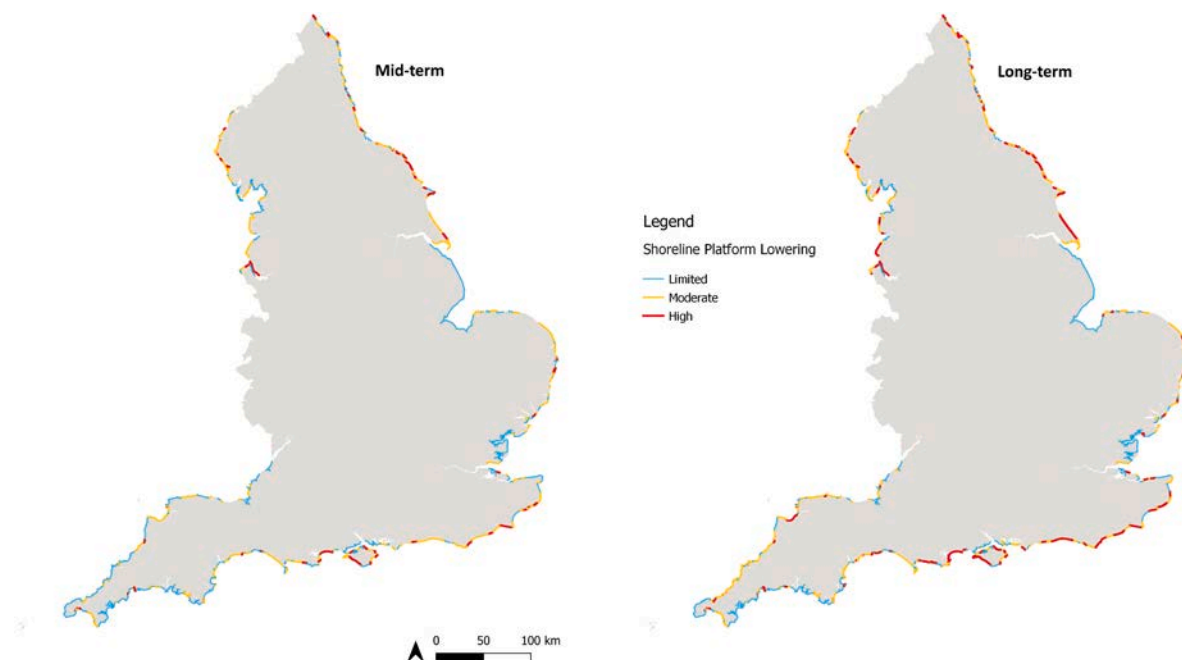 Mid-term
Long-term
Legend
Shoreline Platform Lowering
Limited
Moderate
High
0 50 100 km